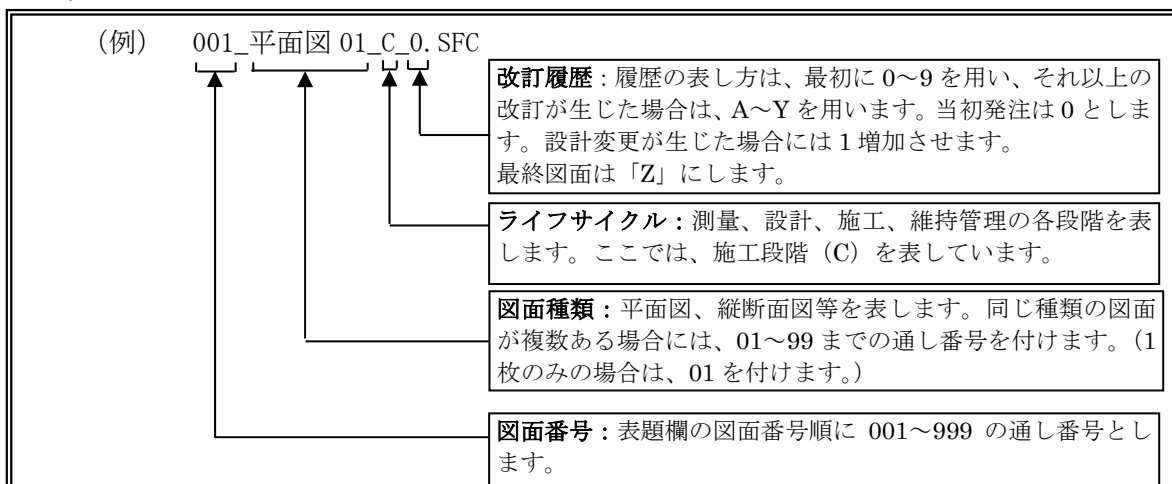 （例） 001_平面図 01_C_0.SFC
改訂履歴：履歴の表し方は、最初に 0～9 を用い、それ以上の
改訂が生じた場合は、A～Y を用います。当初発注は 0 としま
す。設計変更が生じた場合には 1 増加させます。
最終図面は「Z」にします。
ライフサイクル：測量、設計、施工、維持管理の各段階を表
します。ここでは、施工段階（C）を表しています。
図面種類：平面図、縦断面図等を表します。同じ種類の図面
が複数ある場合には、01～99 までの通し番号を付けます。（1
枚のみの場合は、01 を付けます。）
図面番号：表題欄の図面番号順に 001～999 の通し番号とし
ます。